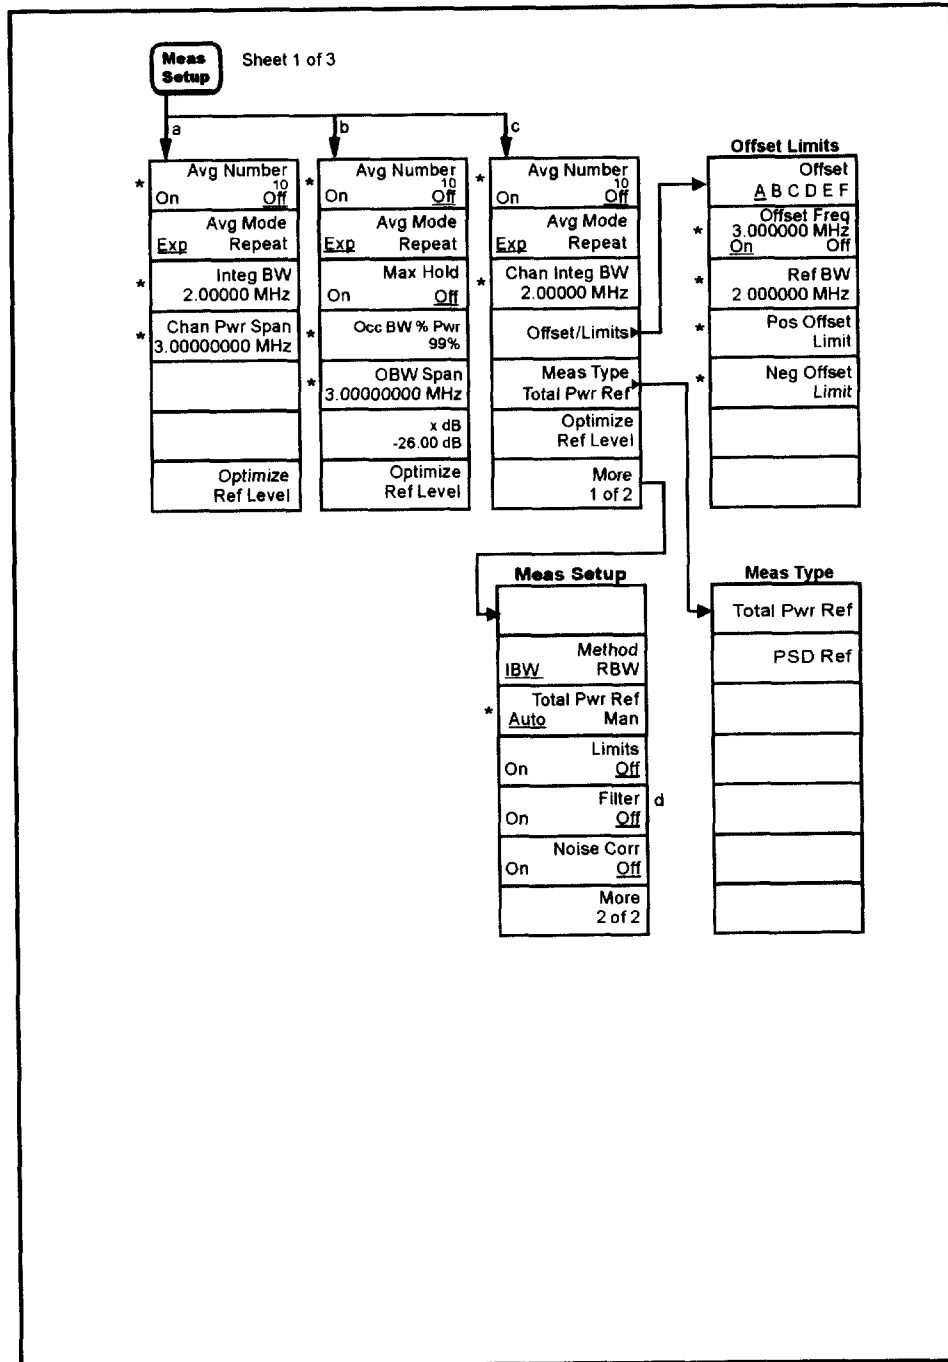 Meas
Setup
Sheet 1 of 3
a
b
c
* Avg Number
10
On Off
Avg Mode
Exp Repeat
* Integ BW
2.00000 MHz
* Chan Pwr Span
3.00000000 MHz
Optimize
Ref Level
* Avg Number
10
On Off
Avg Mode
Exp Repeat
Max Hold
On Off
* Occ BW % Pwr
99%
* OBW Span
3.00000000 MHz
x dB
-26.00 dB
Optimize
Ref Level
* Avg Number
10
On Off
Avg Mode
Exp Repeat
* Chan Integ BW
2.00000 MHz
Offset/Limits
Meas Type
Total Pwr Ref
Optimize
Ref Level
More
1 of 2
Offset Limits
Offset
A B C D E F
* Offset Freq
3.000000 MHz
On Off
* Ref BW
2 000000 MHz
* Pos Offset
Limit
* Neg Offset
Limit
Meas Setup
Method
IBW RBW
* Total Pwr Ref
Auto Man
Limits
On Off
Filter d
On Off
Noise Corr
On Off
More
2 of 2
Meas Type
Total Pwr Ref
PSD Ref